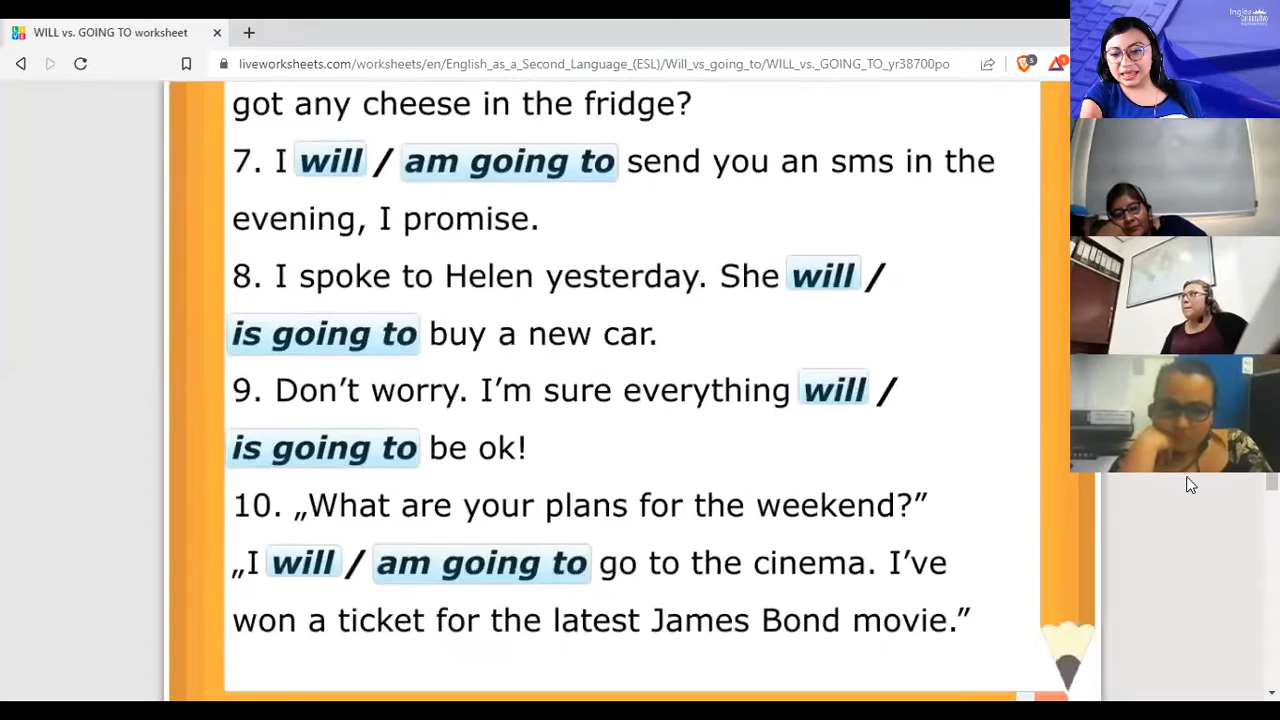 WILL vs. GOING TO worksheet
liveworksheets.com/worksheets/en/English_as_a_Second_Language_(ESL)/Will_vs_going_to/WILL_vs._GOING_TO_yr38700po
5
1
Inglés
got any cheese in the fridge?
7. I will / am going to send you an sms in the
evening, I promise.
8. I spoke to Helen yesterday. She will /
is going to buy a new car.
9. Don’t worry. I’m sure everything will /
is going to be ok!
10. „What are your plans for the weekend?”
„I will / am going to go to the cinema. I’ve
won a ticket for the latest James Bond movie.”